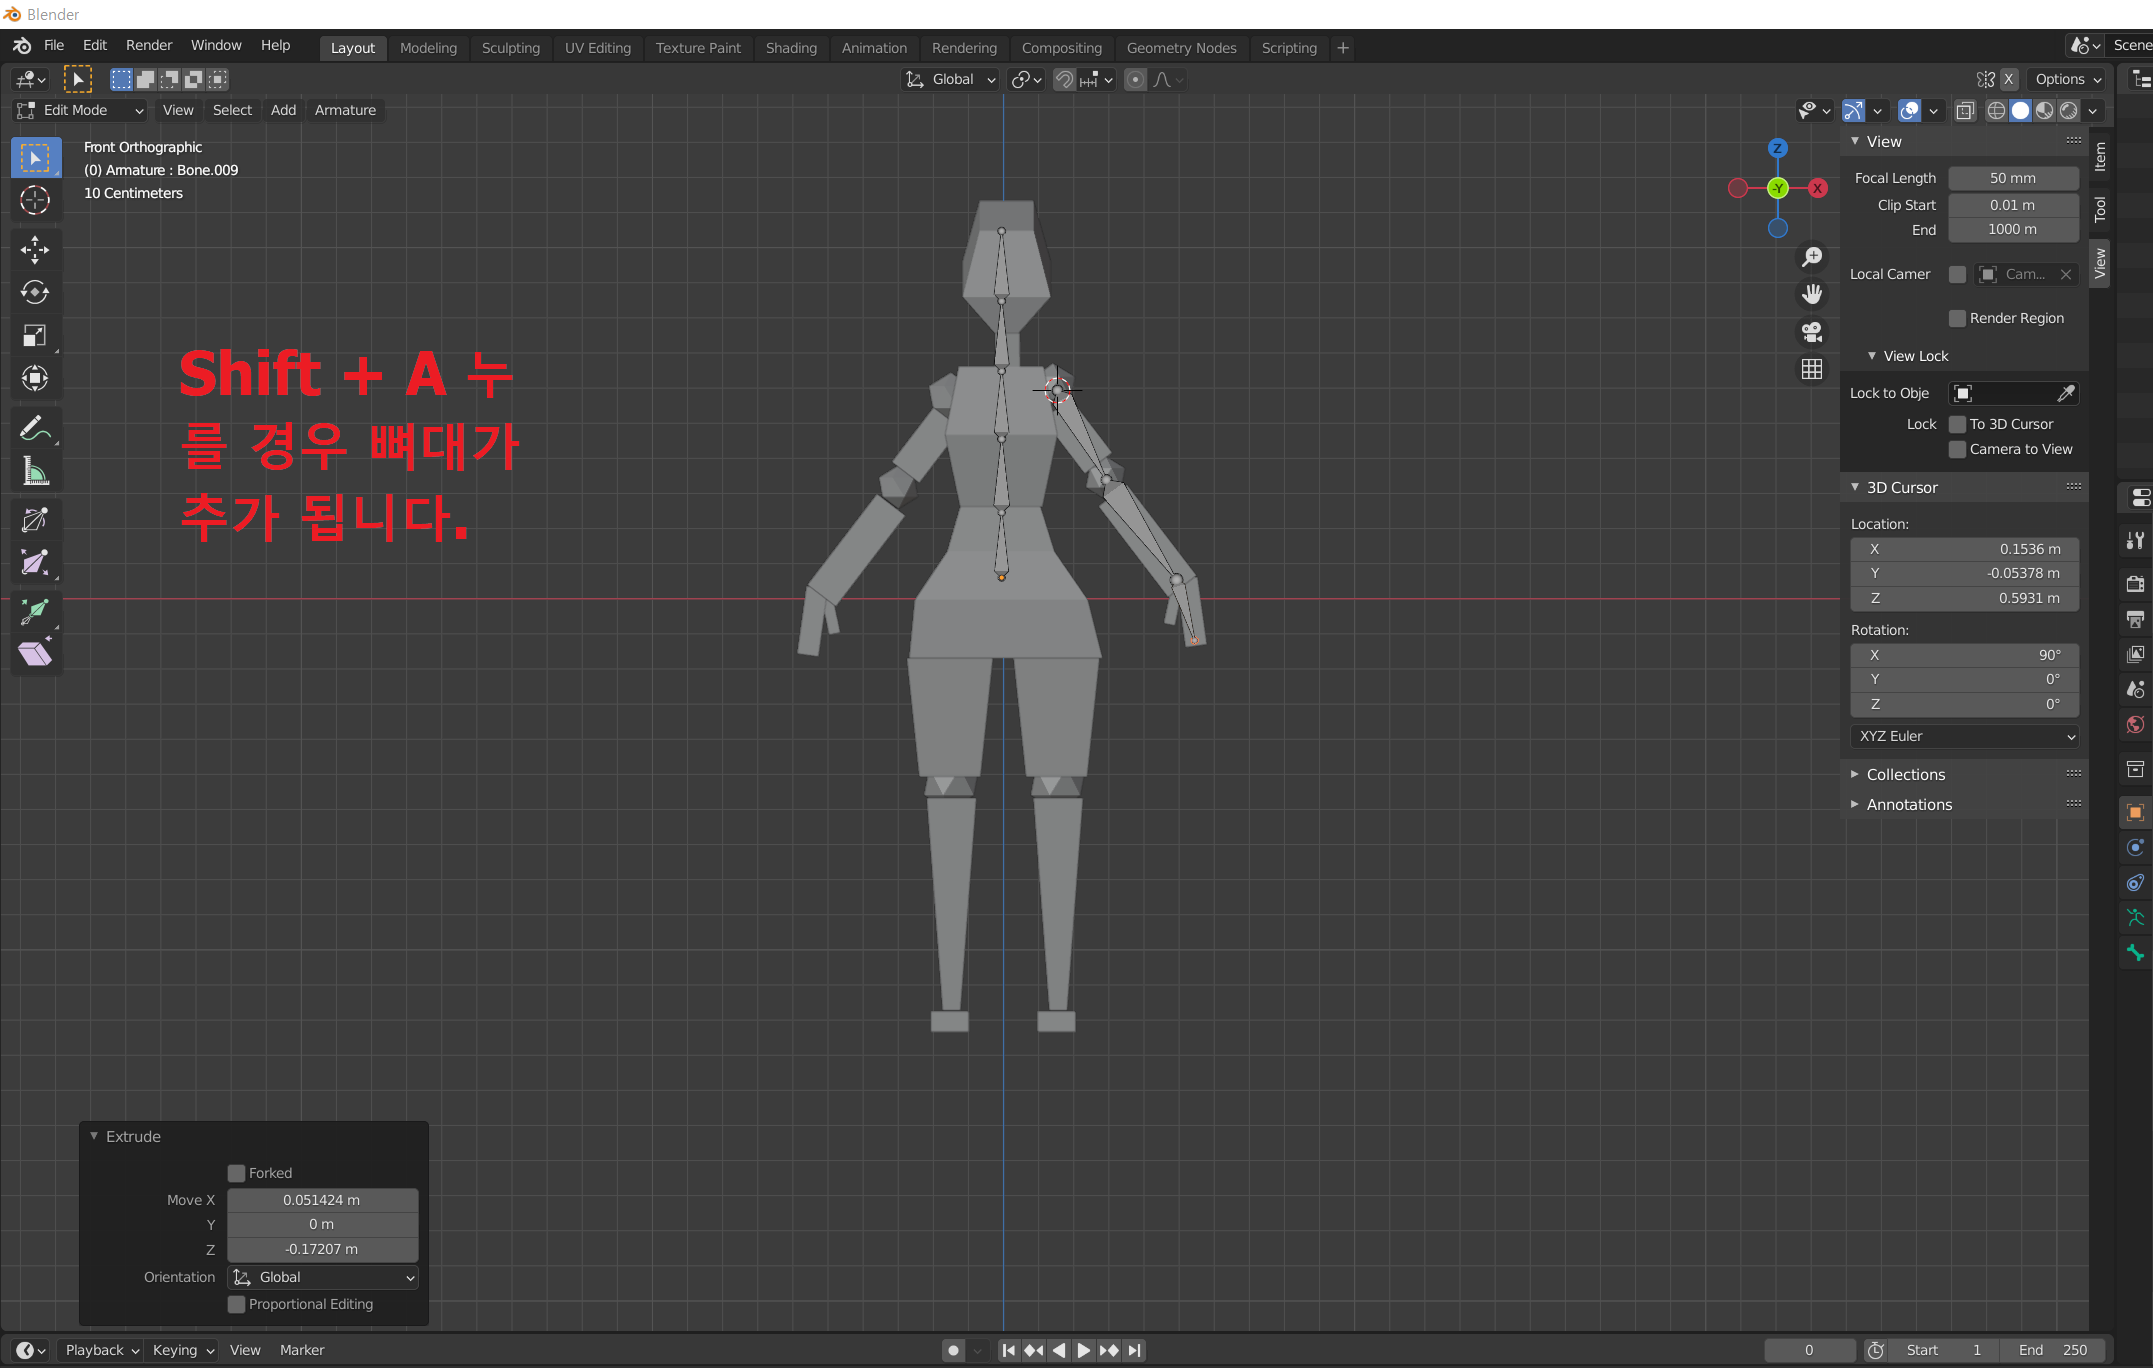 Blender
File Edit Render Window Help Layout Modeling Sculpting UV Editing Texture Paint Shading Animation Rendering Compositing Geometry Nodes Scripting + Scene
Global X Options
Edit Mode View Select Add Armature
Front Orthographic
(0) Armature : Bone.009
10 Centimeters
Z
-Y X
Shift + A 누
를 경우 뼈대가
추가 됩니다.
View
Focal Length 50 mm
Clip Start 0.01 m
End 1000 m
Local Camer Cam...
Render Region
View Lock
Lock to Obje
Lock To 3D Cursor
Camera to View
3D Cursor
Location:
X 0.1536 m
Y -0.05378 m
Z 0.5931 m
Rotation:
X 90°
Y 0°
Z 0°
XYZ Euler
Collections
Annotations
Item
Tool
View
Extrude
Forked
Move X 0.051424 m
Y 0 m
Z -0.17207 m
Orientation Global
Proportional Editing
Playback Keying View Marker 0 Start 1 End 250